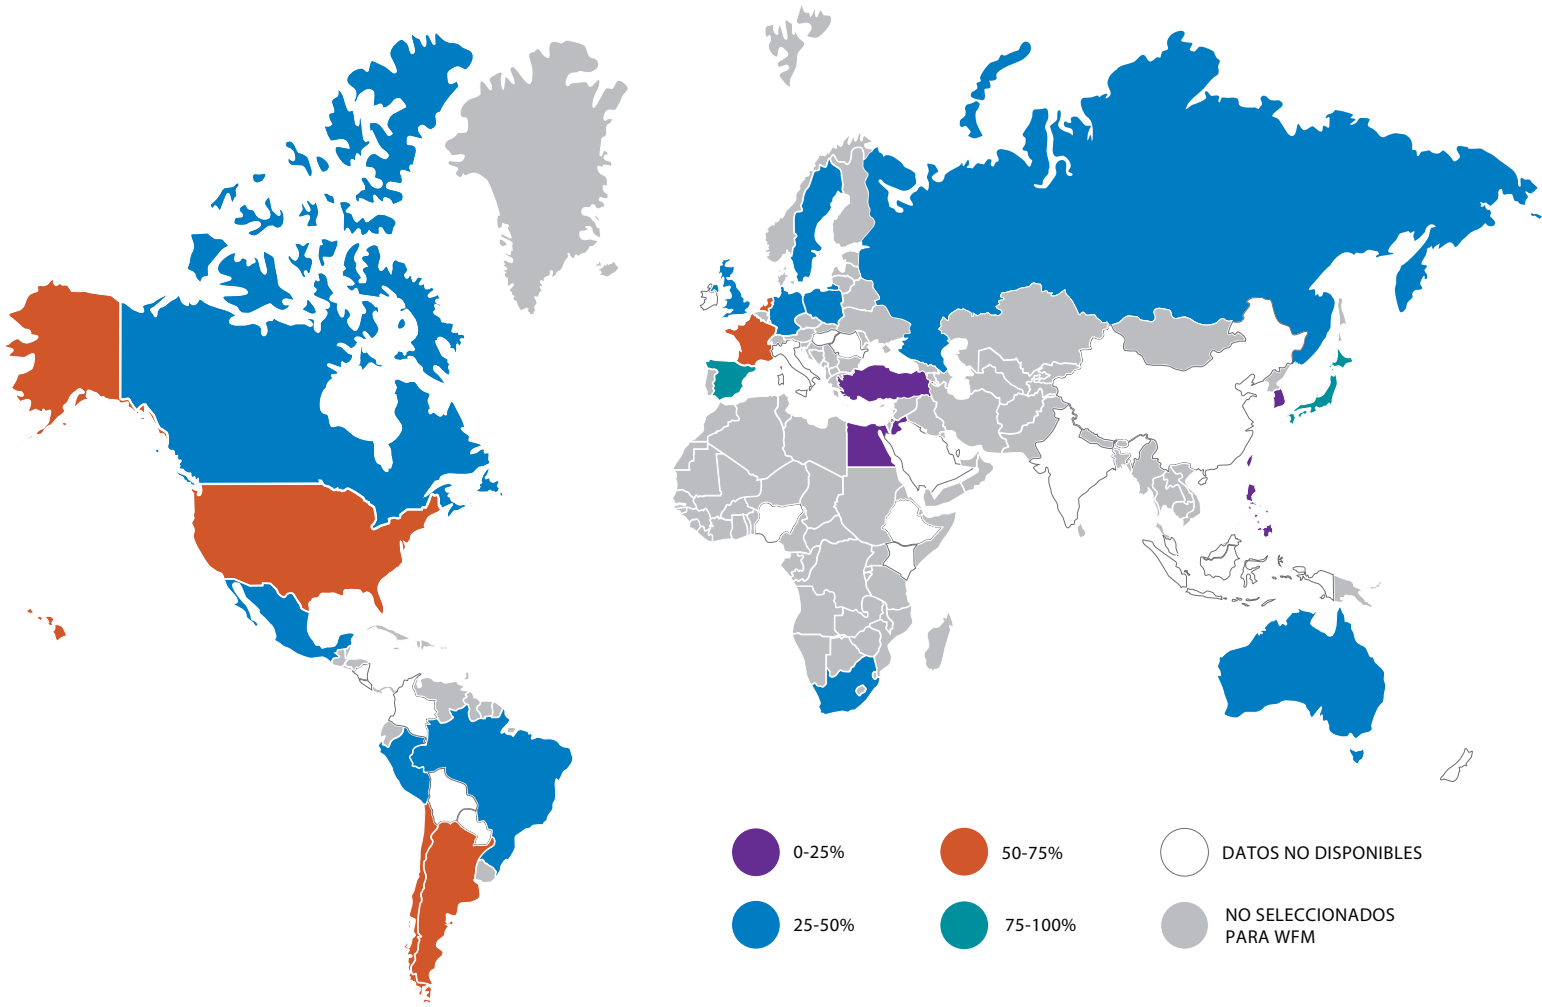 0-25%
50-75%
DATOS NO DISPONIBLES
25-50%
75-100%
NO SELECCIONADOS
PARA WFM